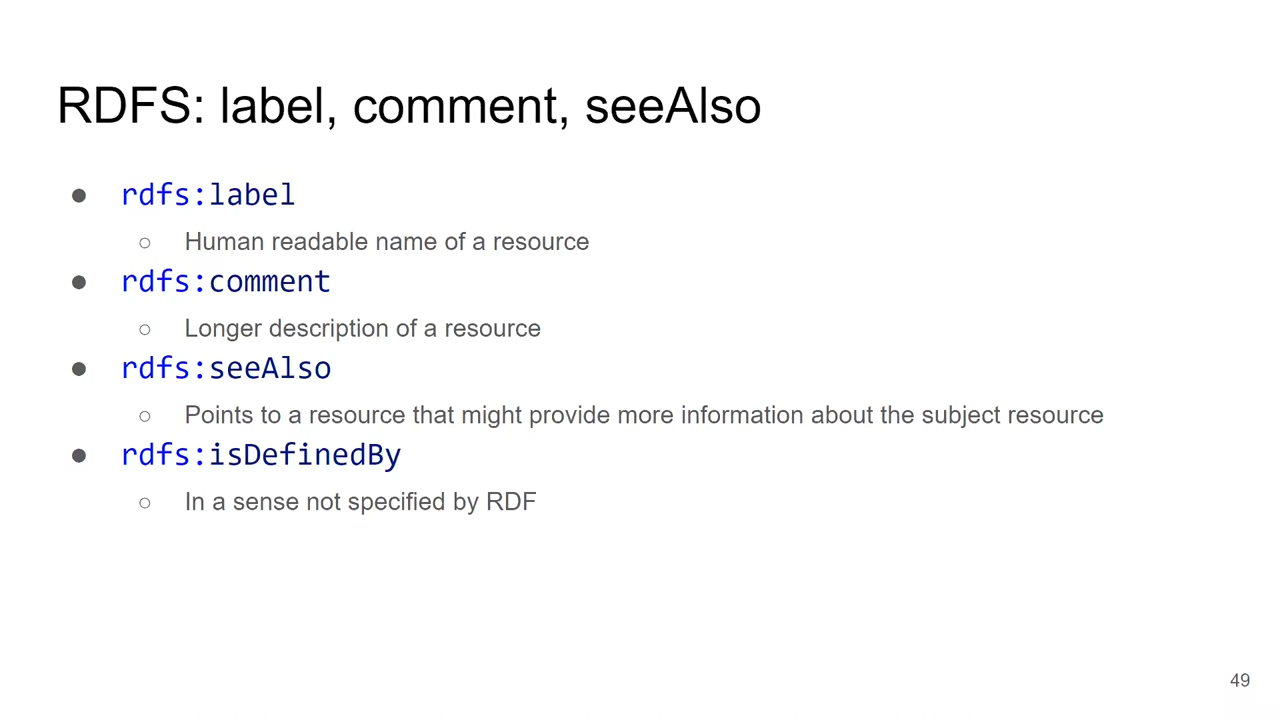 RDFS: label, comment, seeAlso
● rdfs:label
○ Human readable name of a resource
● rdfs:comment
○ Longer description of a resource
● rdfs:seeAlso
○ Points to a resource that might provide more information about the subject resource
● rdfs:isDefinedBy
○ In a sense not specified by RDF
49